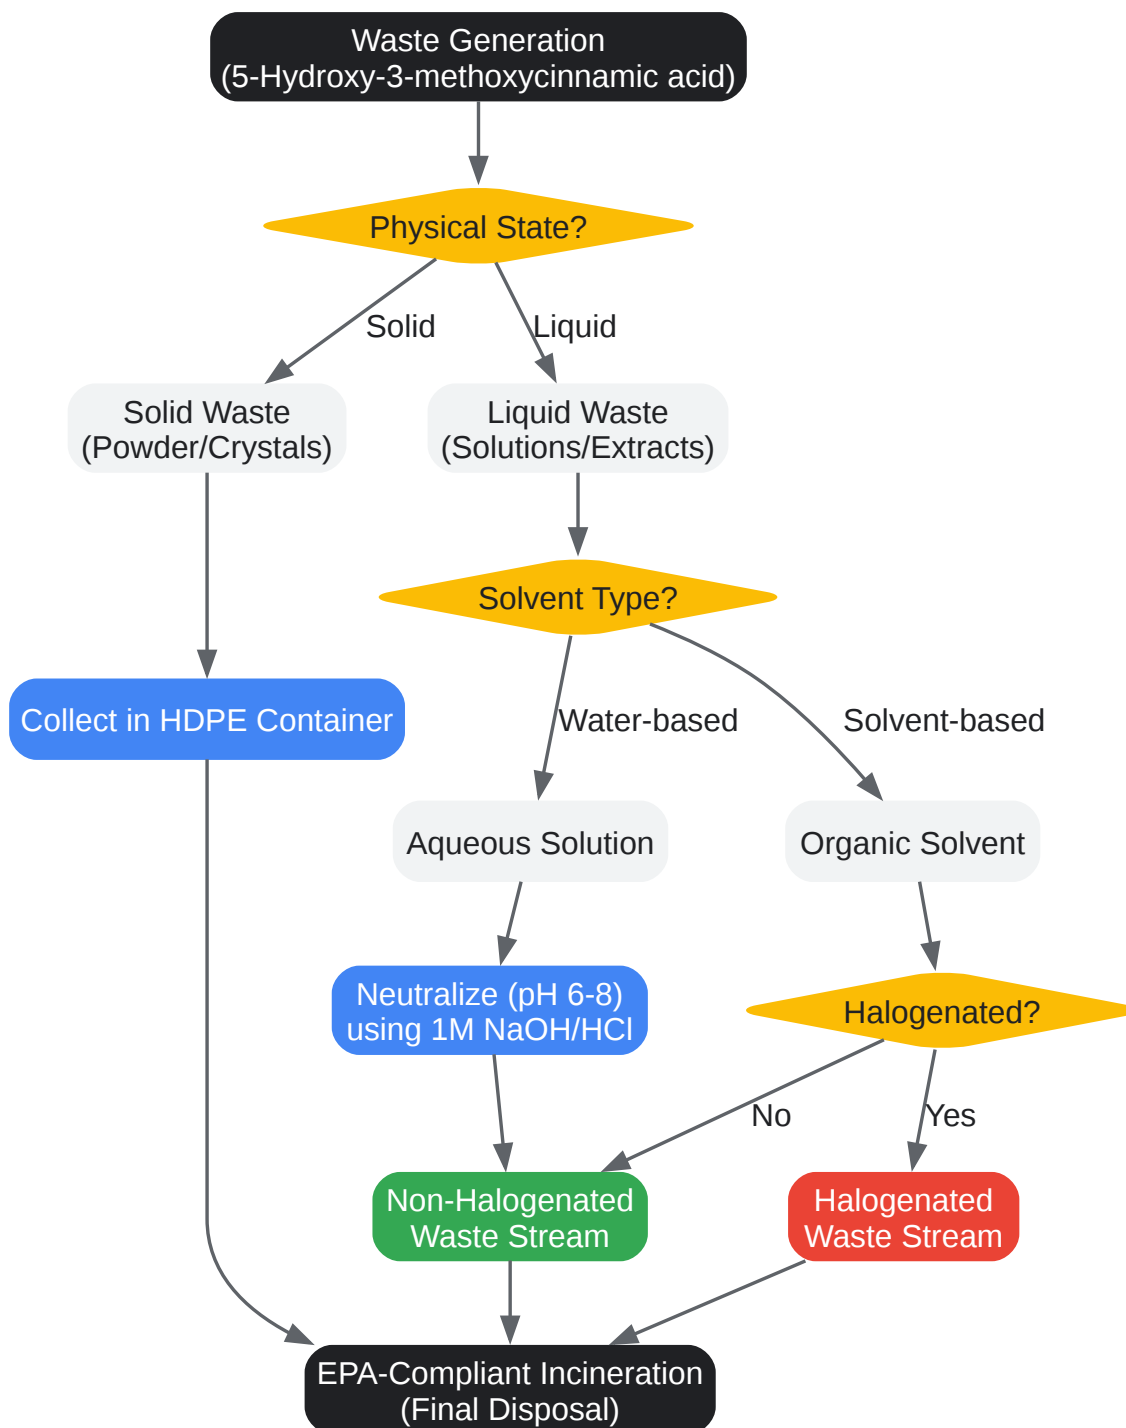 Waste Generation
(5-Hydroxy-3-methoxycinnamic acid)
Physical State?
Solid
Liquid
Solid Waste
(Powder/Crystals)
Liquid Waste
(Solutions/Extracts)
Solvent Type?
Collect in HDPE Container
Water-based
Solvent-based
Aqueous Solution
Organic Solvent
Neutralize (pH 6-8)
using 1M NaOH/HCl
Halogenated?
No
Yes
Non-Halogenated
Waste Stream
Halogenated
Waste Stream
EPA-Compliant Incineration
(Final Disposal)